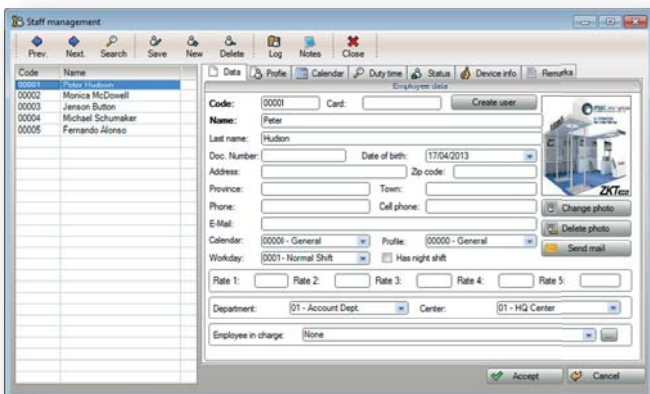 Staff management
Prev. Next. Search Save New Delete Log Notes Close
Code Name
00001 Peter Hudson
00002 Monica McDowell
00003 Jenson Button
00004 Michael Schumaker
00005 Fernando Alonso
Data Profile Calendar Duty time Status Device info Remarks
Employee data
Code: 00001 Card: Create user
Name: Peter
Last name: Hudson
Doc. Number: Date of birth: 17/04/2013
Address: Zip code:
Province: Town:
Phone: Cell phone:
E-Mail:
Calendar: 00001 - General Profile: 00000 - General
Workday: 0001 - Normal Shift Has night shift
Rate 1: Rate 2: Rate 3: Rate 4: Rate 5:
Department: 01 - Account Dept. Center: 01 - HQ Center
Employee in charge: None
ZKTeco
Change photo
Delete photo
Send mail
Accept Cancel